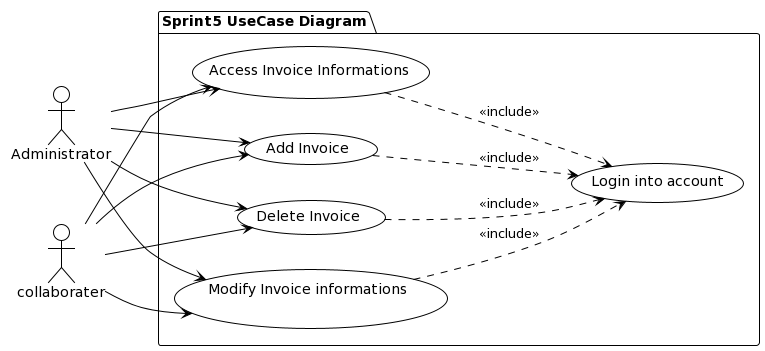 Sprint5 UseCase Diagram
Access Invoice Informations
«include»
Administrator
Add Invoice
«include»
Login into account
Delete Invoice
«include»
«include»
collaborater
Modify Invoice informations